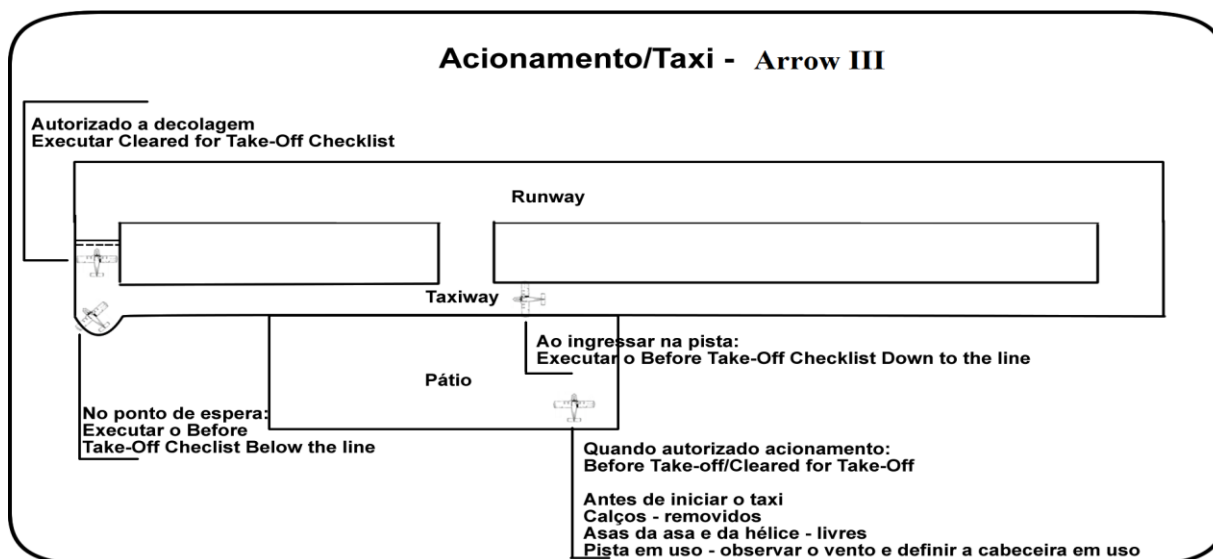 Acionamento/Taxi - Arrow III
Autorizado a decolagem
Executar Cleared for Take-Off Checklist
Runway
Taxiway
Ao ingressar na pista:
Executar o Before Take-Off Checklist Down to the line
Pátio
No ponto de espera:
Executar o Before
Take-Off Checlist Below the line
Quando autorizado acionamento:
Before Take-off/Cleared for Take-Off
Antes de iniciar o taxi
Calços - removidos
Asas da asa e da hélice - livres
Pista em uso - observar o vento e definir a cabeceira em uso